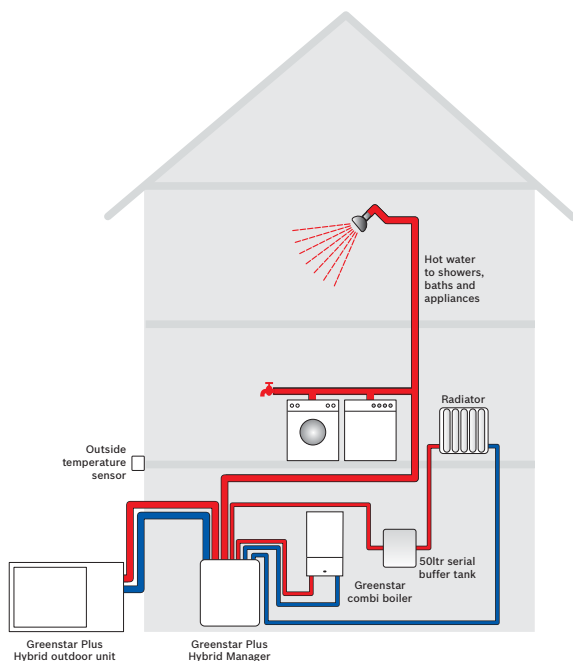 Hot water
to showers,
baths and
appliances
Radiator
Outside
temperature
sensor
50ltr serial
buffer tank
Greenstar
combi boiler
Greenstar Plus
Hybrid outdoor unit
Greenstar Plus
Hybrid Manager